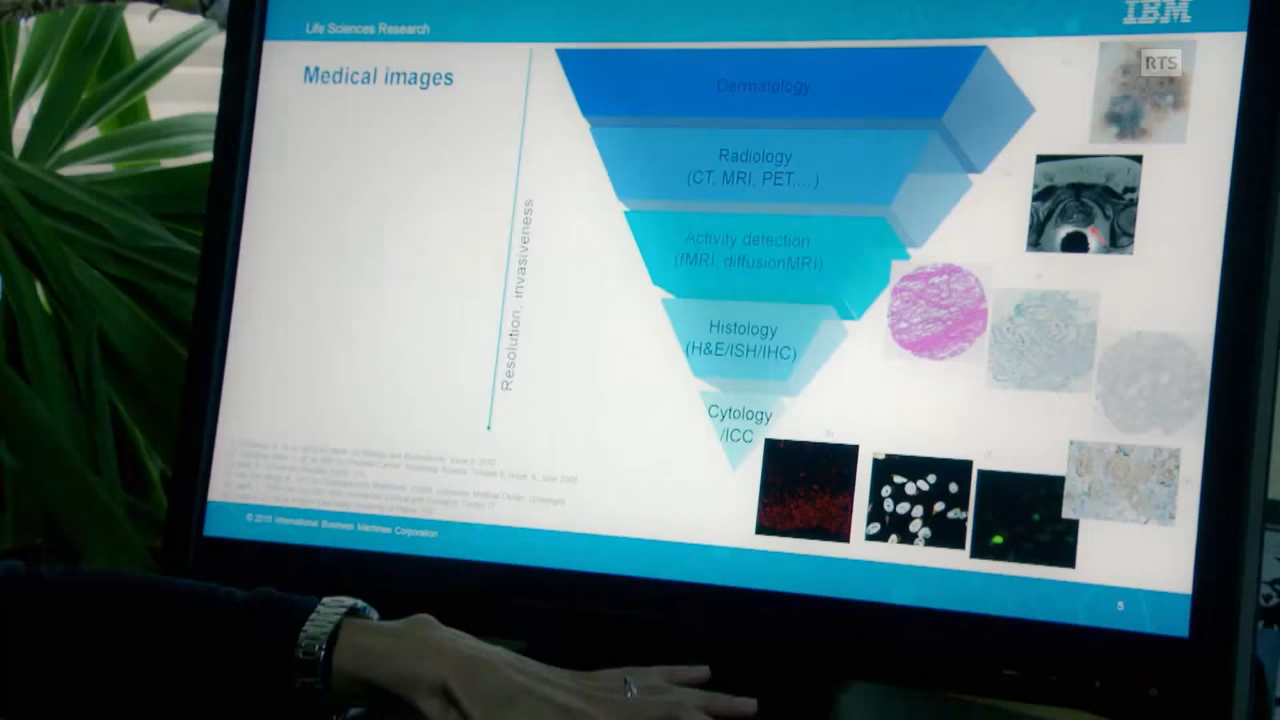 Life Sciences Research
IBM
RTS
Medical images
Resolution, invasiveness
Dermatology
Radiology
(CT, MRI, PET,...)
Activity detection
(fMRI, diffusionMRI)
Histology
(H&E/ISH/IHC)
Cytology
/ICC
© 2015 International Business Machines Corporation
5